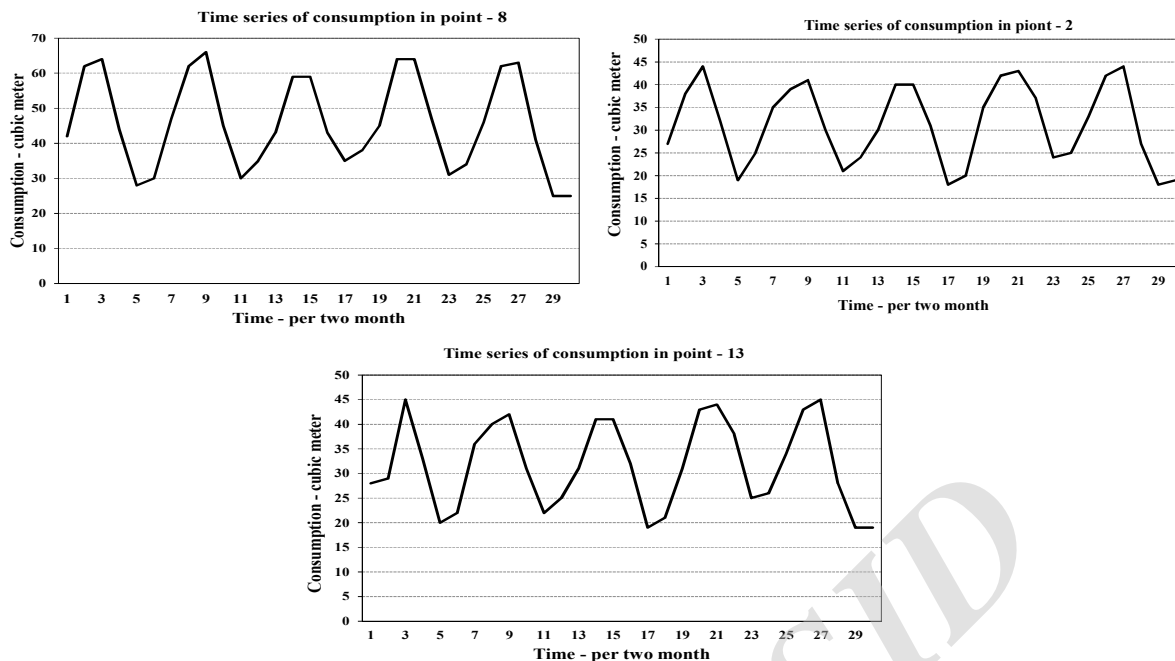 Time series of consumption in point - 8
Consumption - cubic meter
70
60
50
40
30
20
10
0
1 3 5 7 9 11 13 15 17 19 21 23 25 27 29
Time - per two month
Time series of consumption in piont - 2
Consumption - cubic meter
50
45
40
35
30
25
20
15
10
5
0
1 3 5 7 9 11 13 15 17 19 21 23 25 27 29
Time - per two month
Time series of consumption in point - 13
Consumption - cubic meter
50
45
40
35
30
25
20
15
10
5
0
1 3 5 7 9 11 13 15 17 19 21 23 25 27 29
Time - per two month
SID